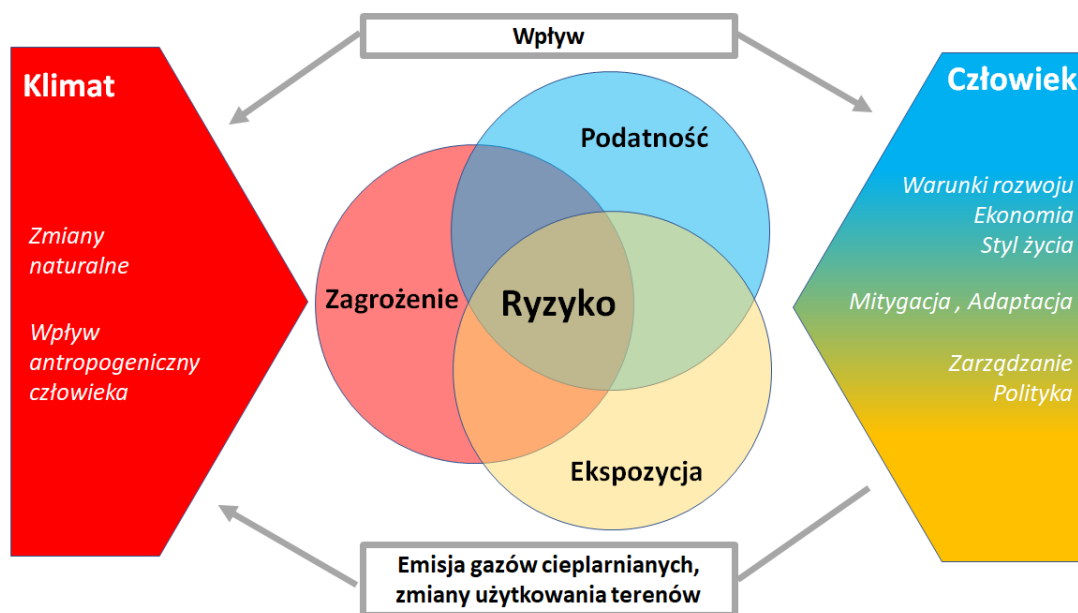 Wpływ
Klimat
Zmiany
naturalne
Wpływ
antropogeniczny
człowieka
Podatność
Zagrożenie
Ryzyko
Ekspozycja
Człowiek
Warunki rozwoju
Ekonomia
Styl życia
Mitygacja , Adaptacja
Zarządzanie
Polityka
Emisja gazów cieplarnianych,
zmiany użytkowania terenów